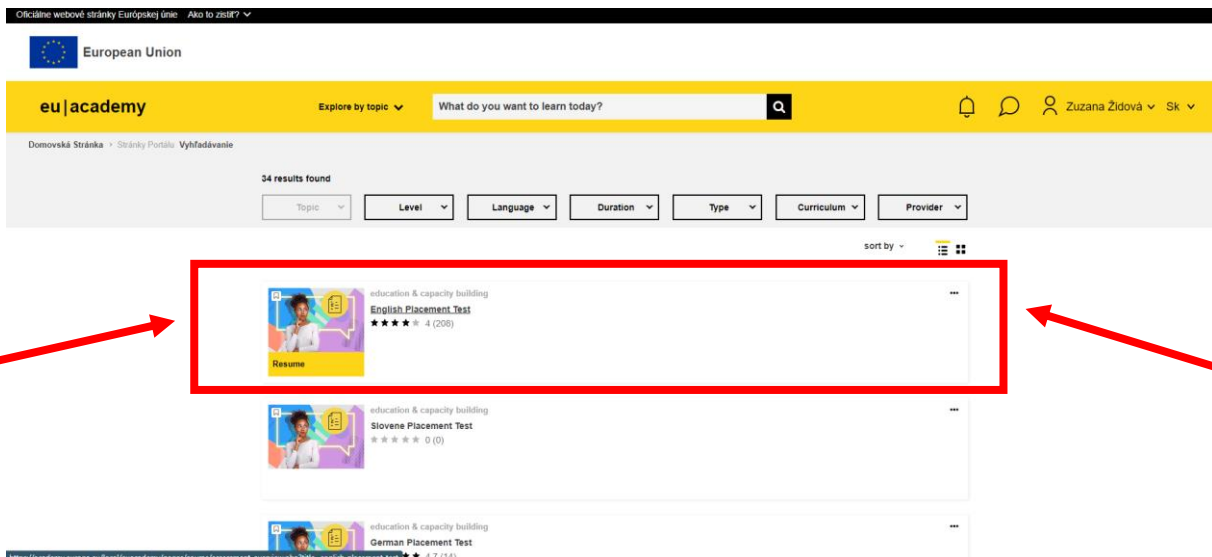 Oficiálne webové stránky Európskej únie Ako to zistiť?
European Union
eu|academy Explore by topic What do you want to learn today? Zuzana Židová Sk
Domovská Stránka › Stránky Portálu Vyhľadávanie
34 results found
Topic Level Language Duration Type Curriculum Provider
sort by
education & capacity building
English Placement Test
★★★★★ 4 (208)
Resume
education & capacity building
Slovene Placement Test
★★★★★ 0 (0)
education & capacity building
German Placement Test
4.7 (14)